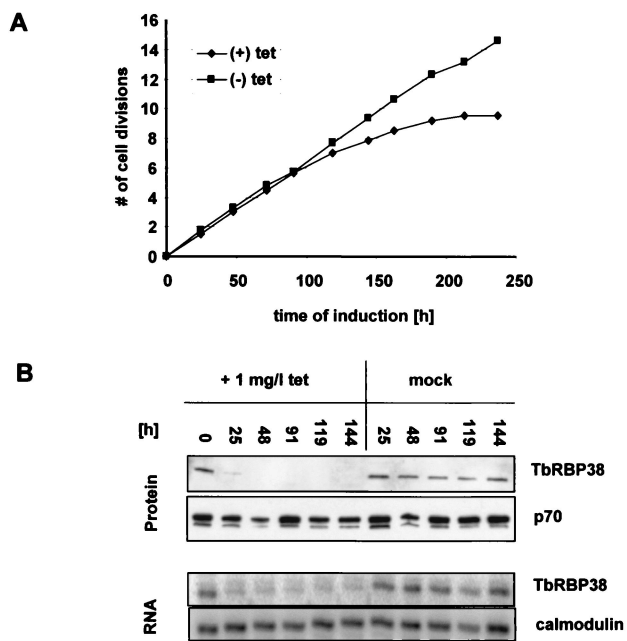 A
16
14
12
10
8
6
4
2
0
(+) tet
(-) tet
# of cell divisions
0 50 100 150 200 250
time of induction [h]
B
+ 1 mg/l tet mock
[h] 0 25 48 91 119 144 25 48 91 119 144
Protein
TbRBP38
p70
RNA
TbRBP38
calmodulin